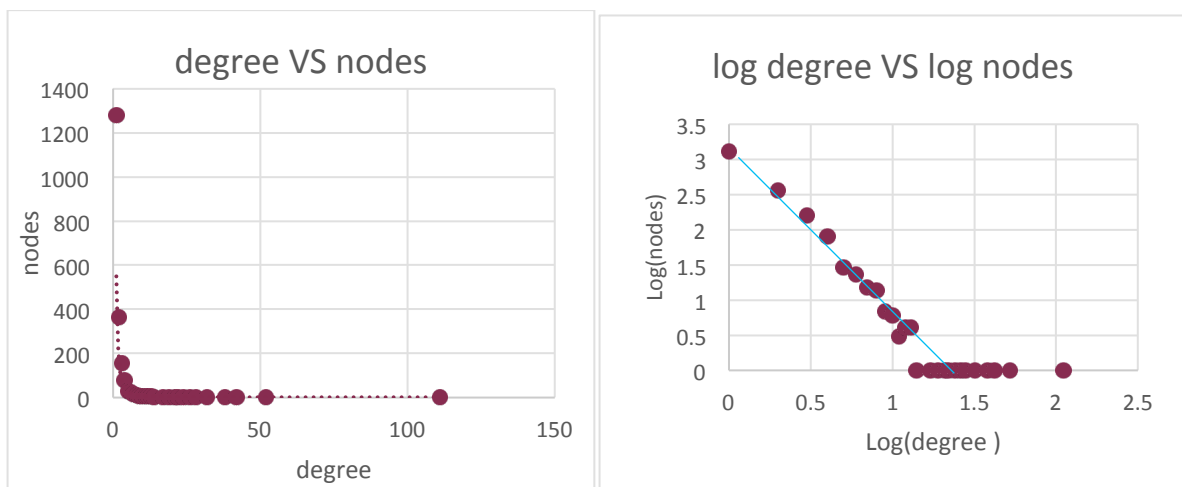 degree VS nodes
1400
1200
1000
800
600
400
200
0
nodes
0 50 100 150
degree
log degree VS log nodes
3.5
3
2.5
2
1.5
1
0.5
0
Log(nodes)
0 0.5 1 1.5 2 2.5
Log(degree )